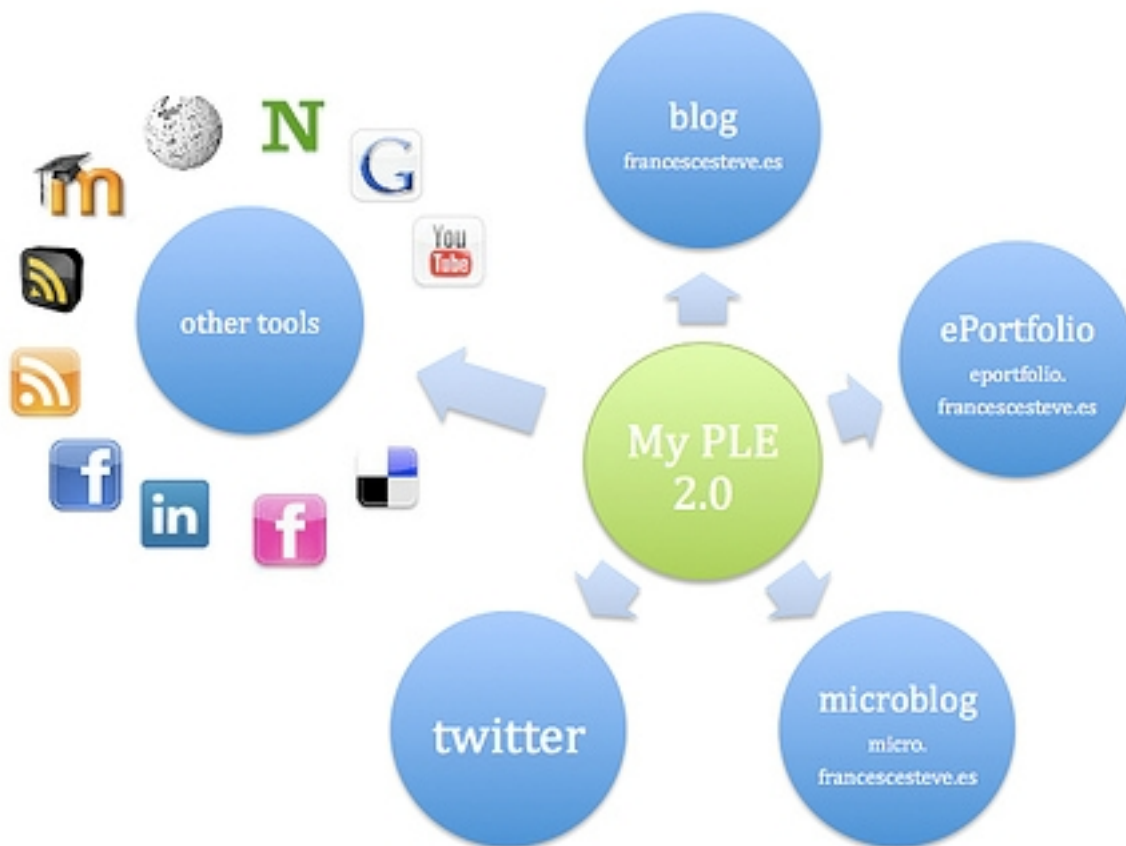 blog
francescesteve.es
N
G
You
Tube
m
other tools
ePortfolio
eportfolio.
francescesteve.es
My PLE
2.0
f
in
f
twitter
microblog
micro.
francescesteve.es